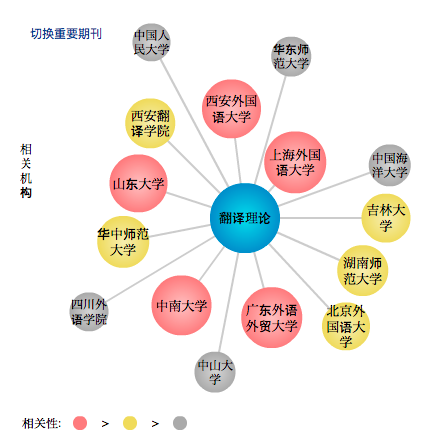 切换重要期刊
中国人
民大学
华东师
范大学
西安外国
语大学
西安翻
译学院
相
关
机
构
上海外国
语大学
中国海
洋大学
山东大学
翻译理论
吉林大
学
华中师范
大学
湖南师
范大学
四川外
语学院
中南大学
广东外语
外贸大学
北京外
国语大
学
中山大
学
相关性: > >